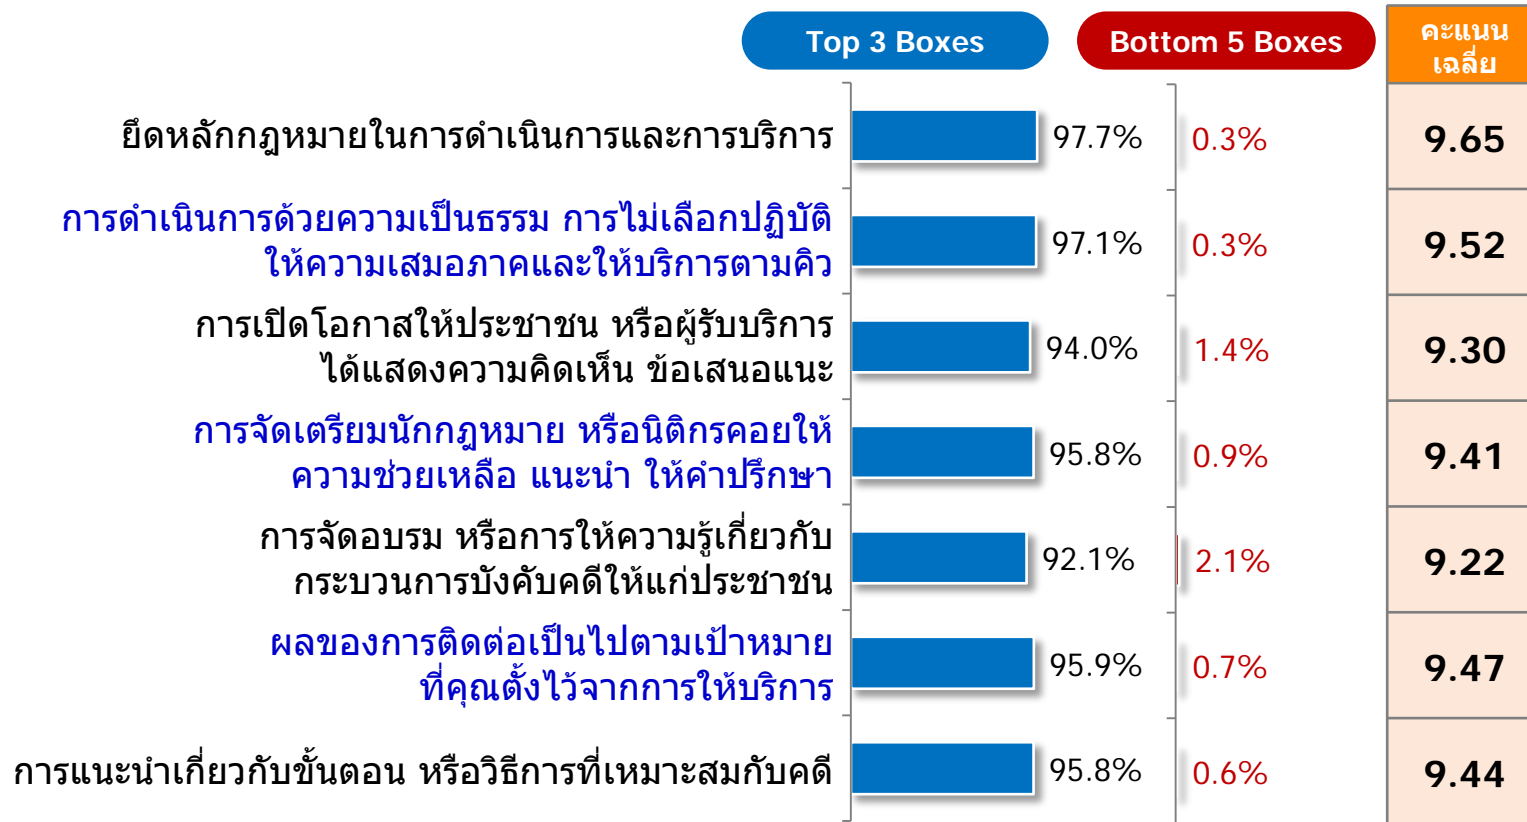 Top 3 Boxes
Bottom 5 Boxes
คะแนน
เฉลี่ย
ยึดหลักกฎหมายในการดำเนินการและการบริการ
97.7%
0.3%
9.65
การดำเนินการด้วยความเป็นธรรม การไม่เลือกปฏิบัติ
ให้ความเสมอภาคและให้บริการตามคิว
97.1%
0.3%
9.52
การเปิดโอกาสให้ประชาชน หรือผู้รับบริการ
ได้แสดงความคิดเห็น ข้อเสนอแนะ
94.0%
1.4%
9.30
การจัดเตรียมนักกฎหมาย หรือนิติกรคอยให้
ความช่วยเหลือ แนะนำ ให้คำปรึกษา
95.8%
0.9%
9.41
การจัดอบรม หรือการให้ความรู้เกี่ยวกับ
กระบวนการบังคับคดีให้แก่ประชาชน
92.1%
2.1%
9.22
ผลของการติดต่อเป็นไปตามเป้าหมาย
ที่คุณตั้งไว้จากการให้บริการ
95.9%
0.7%
9.47
การแนะนำเกี่ยวกับขั้นตอน หรือวิธีการที่เหมาะสมกับคดี
95.8%
0.6%
9.44